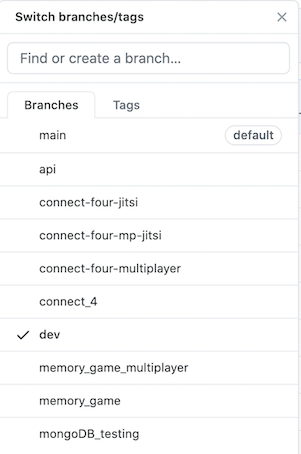 Switch branches/tags
Find or create a branch...
Branches Tags
main default
api
connect-four-jitsi
connect-four-mp-jitsi
connect-four-multiplayer
connect_4
dev
memory_game_multiplayer
memory_game
mongoDB_testing